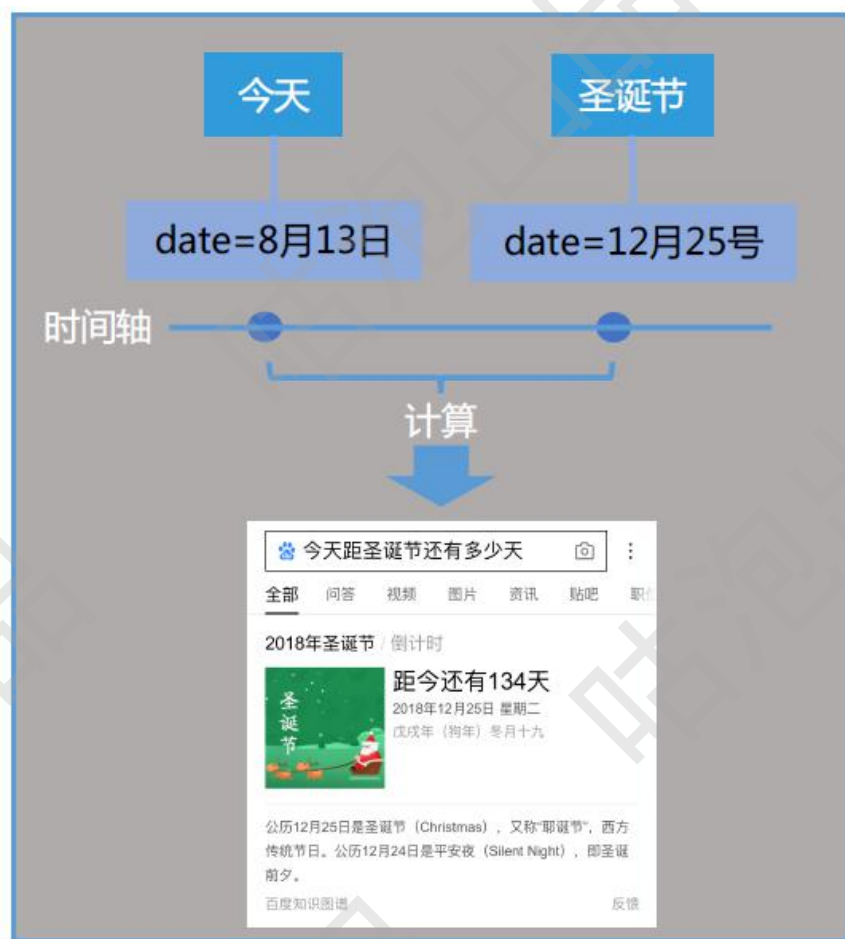 今天
圣诞节
date=8月13日
date=12月25号
时间轴
计算
今天距圣诞节还有多少天
全部 问答 视频 图片 资讯 贴吧
2018年圣诞节 / 倒计时
圣诞节
距今还有134天
2018年12月25日 星期二
戊戌年（狗年）冬月十九
公历12月25日是圣诞节（Christmas），又称“耶诞节”，西方
传统节日。公历12月24日是平安夜（Silent Night），即圣诞
前夕。
百度知识图谱 反馈